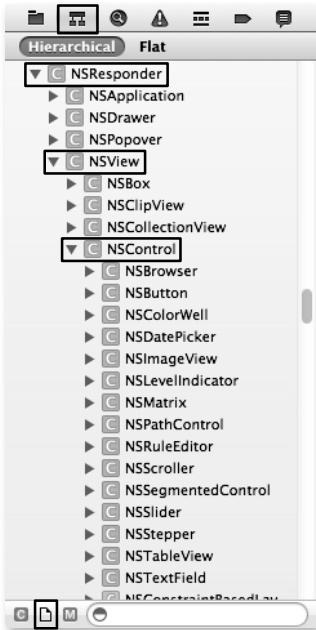 Hierarchical Flat
C NSResponder
C NSApplication
C NSDrawer
C NSPopover
C NSView
C NSBox
C NSClipView
C NSCollectionView
C NSControl
C NSBrowser
C NSButton
C NSColorWell
C NSDatePicker
C NSImageView
C NSLevelIndicator
C NSMatrix
C NSPathControl
C NSRuleEditor
C NSScroller
C NSSegmentedControl
C NSSlider
C NSStepper
C NSTableView
C NSTextField
C NSConstraintBasedLay
C M